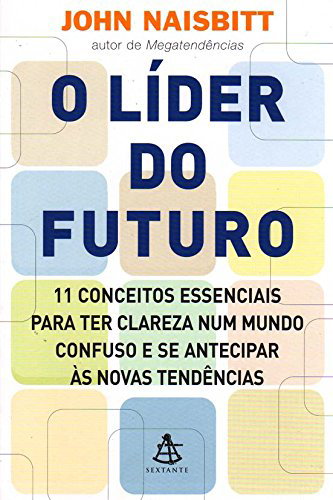 JOHN NAISBITT
autor de Megatendências
O LÍDER
DO
FUTURO
11 CONCEITOS ESSENCIAIS
PARA TER CLAREZA NUM MUNDO
CONFUSO E SE ANTECIPAR
ÀS NOVAS TENDÊNCIAS
SEXTANTE